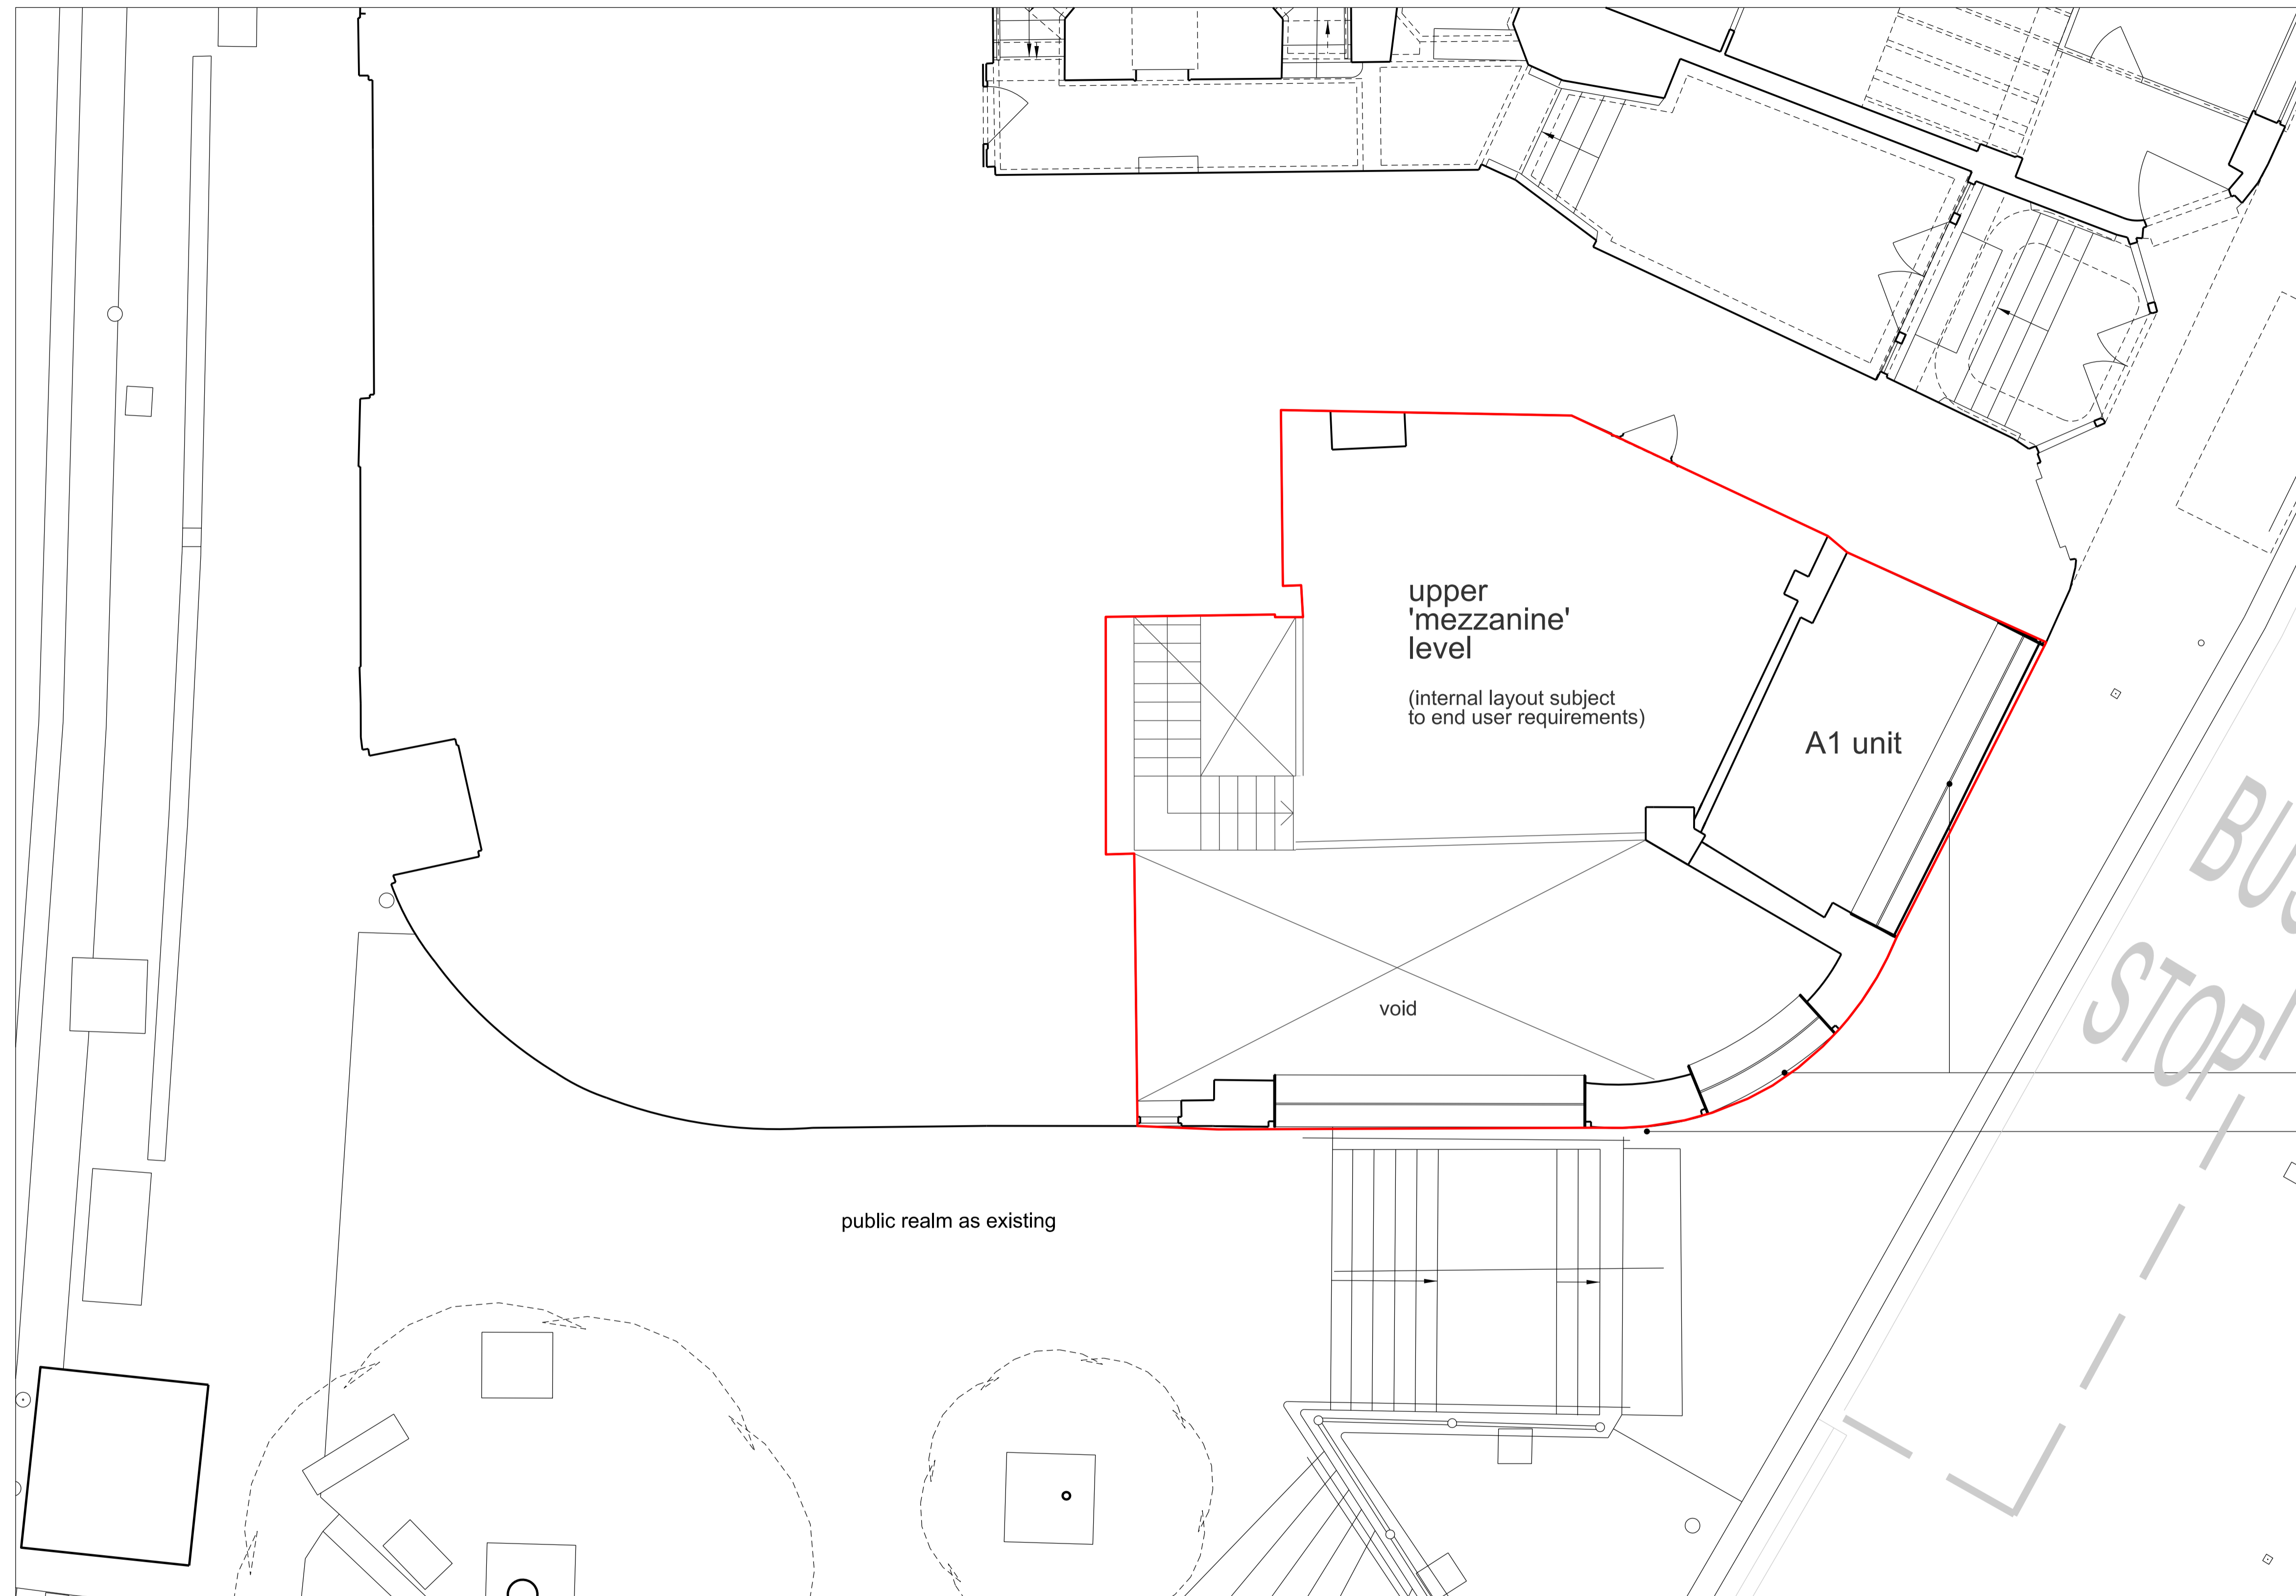 upper
'mezzanine'
level
(internal layout subject
to end user requirements)
A1 unit
BUS
STOP
void
public realm as existing